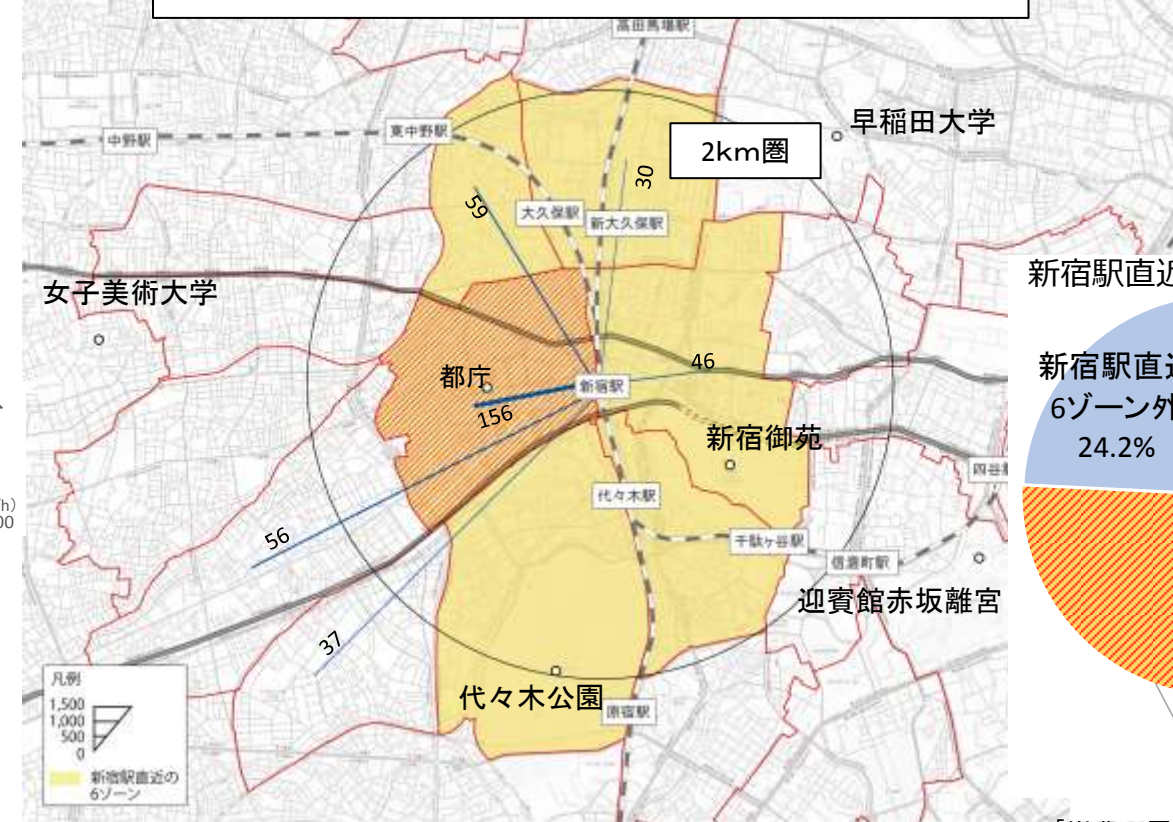 高田馬場駅
早稲田大学
中野駅
東中野駅
2km圏
30
59
大久保駅
新大久保駅
新宿駅直近
女子美術大学
新宿駅直近
6ゾーン外
24.2%
都庁
新宿駅
46
156
新宿御苑
四谷
代々木駅
h)
00
56
千駄ヶ谷駅
信濃町駅
迎賓館赤坂離宮
37
代々木公園
原宿駅
凡例
1,500
1,000
500
0
新宿駅直近の
6ゾーン